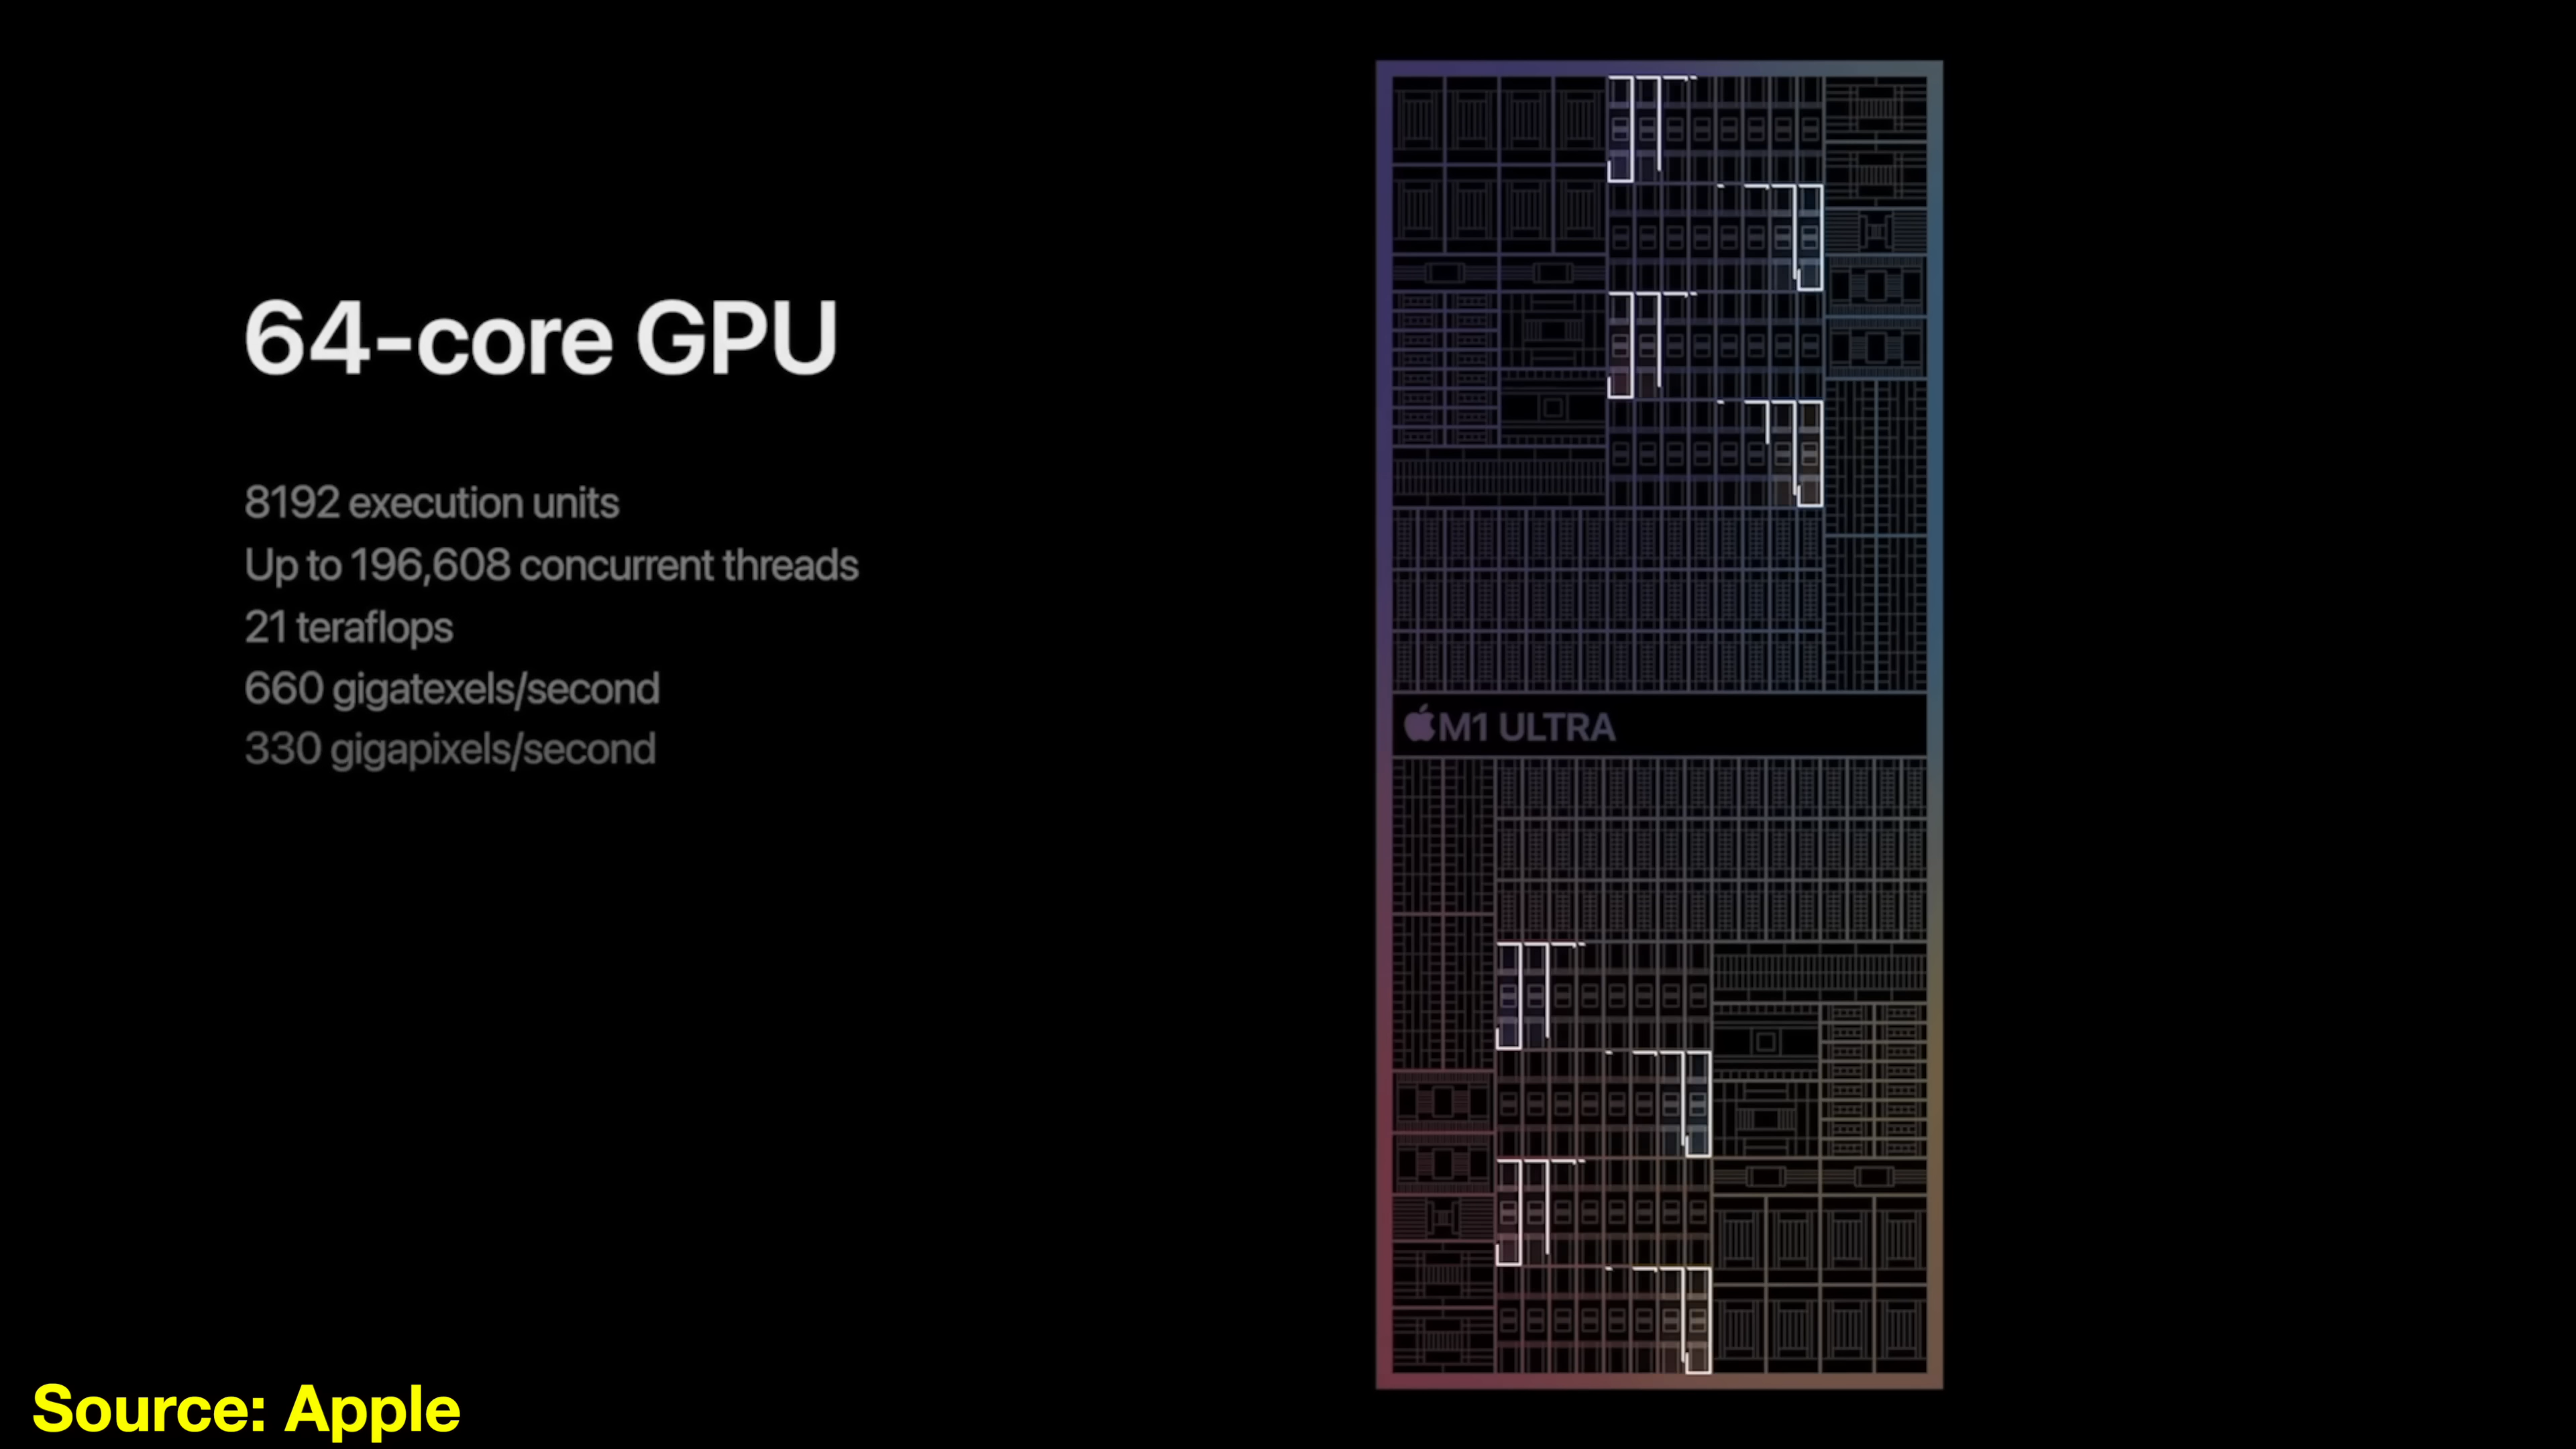 64-core GPU
8192 execution units
Up to 196,608 concurrent threads
21 teraflops
660 gigatexels/second
330 gigapixels/second
M1 ULTRA
Source: Apple